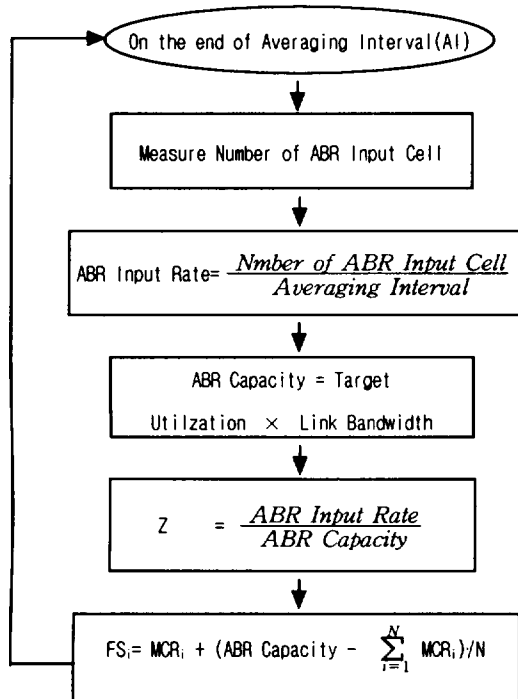 On the end of Averaging Interval(AI)
Measure Number of ABR Input Cell
ABR Input Rate= Nmber of ABR Input Cell / Averaging Interval
ABR Capacity = Target
Utilzation × Link Bandwidth
Z = ABR Input Rate / ABR Capacity
FSᵢ= MCRᵢ + (ABR Capacity - ∑ᵢ₌₁ᴺ MCRᵢ)/N